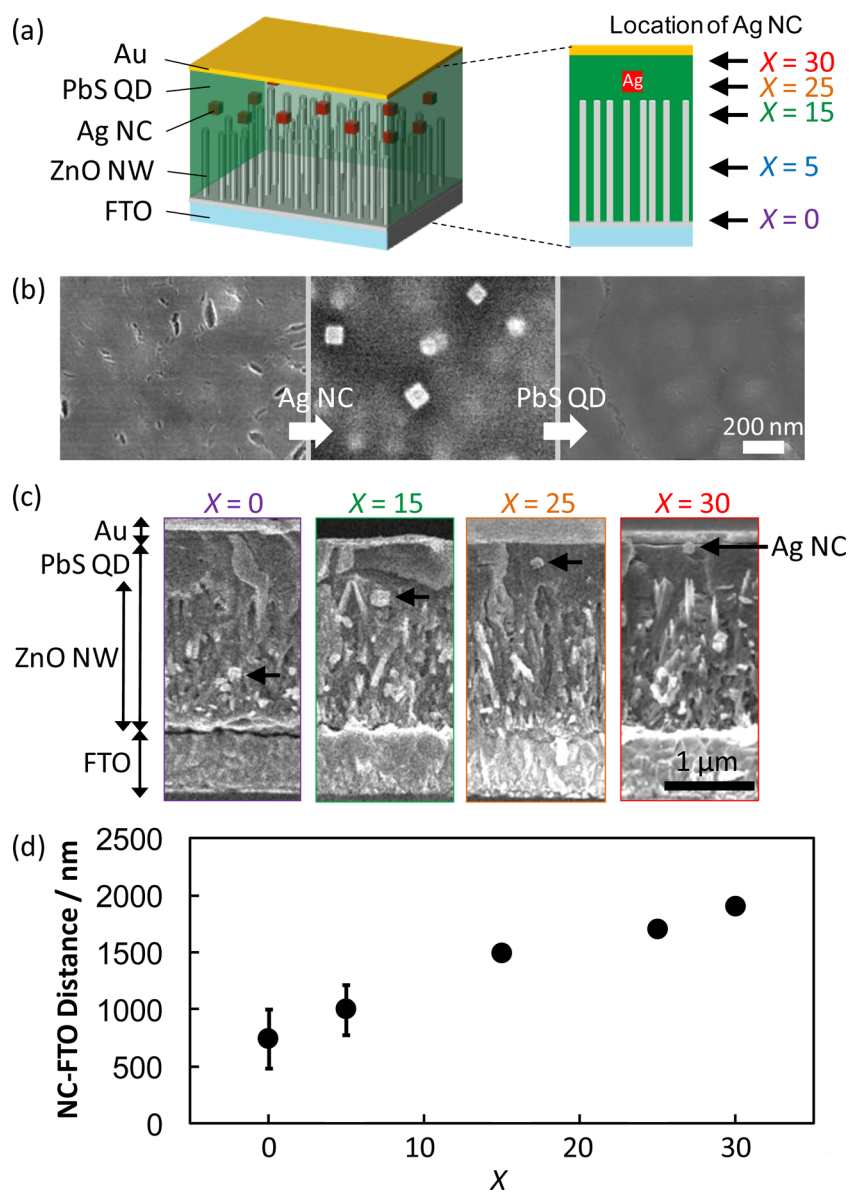 (a)
Au
PbS QD
Ag NC
ZnO NW
FTO
Location of Ag NC
Ag
X = 30
X = 25
X = 15
X = 5
X = 0
(b)
Ag NC
PbS QD
200 nm
(c)
X = 0
X = 15
X = 25
X = 30
Au
PbS QD
ZnO NW
FTO
Ag NC
1 μm
(d)
NC-FTO Distance / nm
2500
2000
1500
1000
500
0
0
10
20
30
X